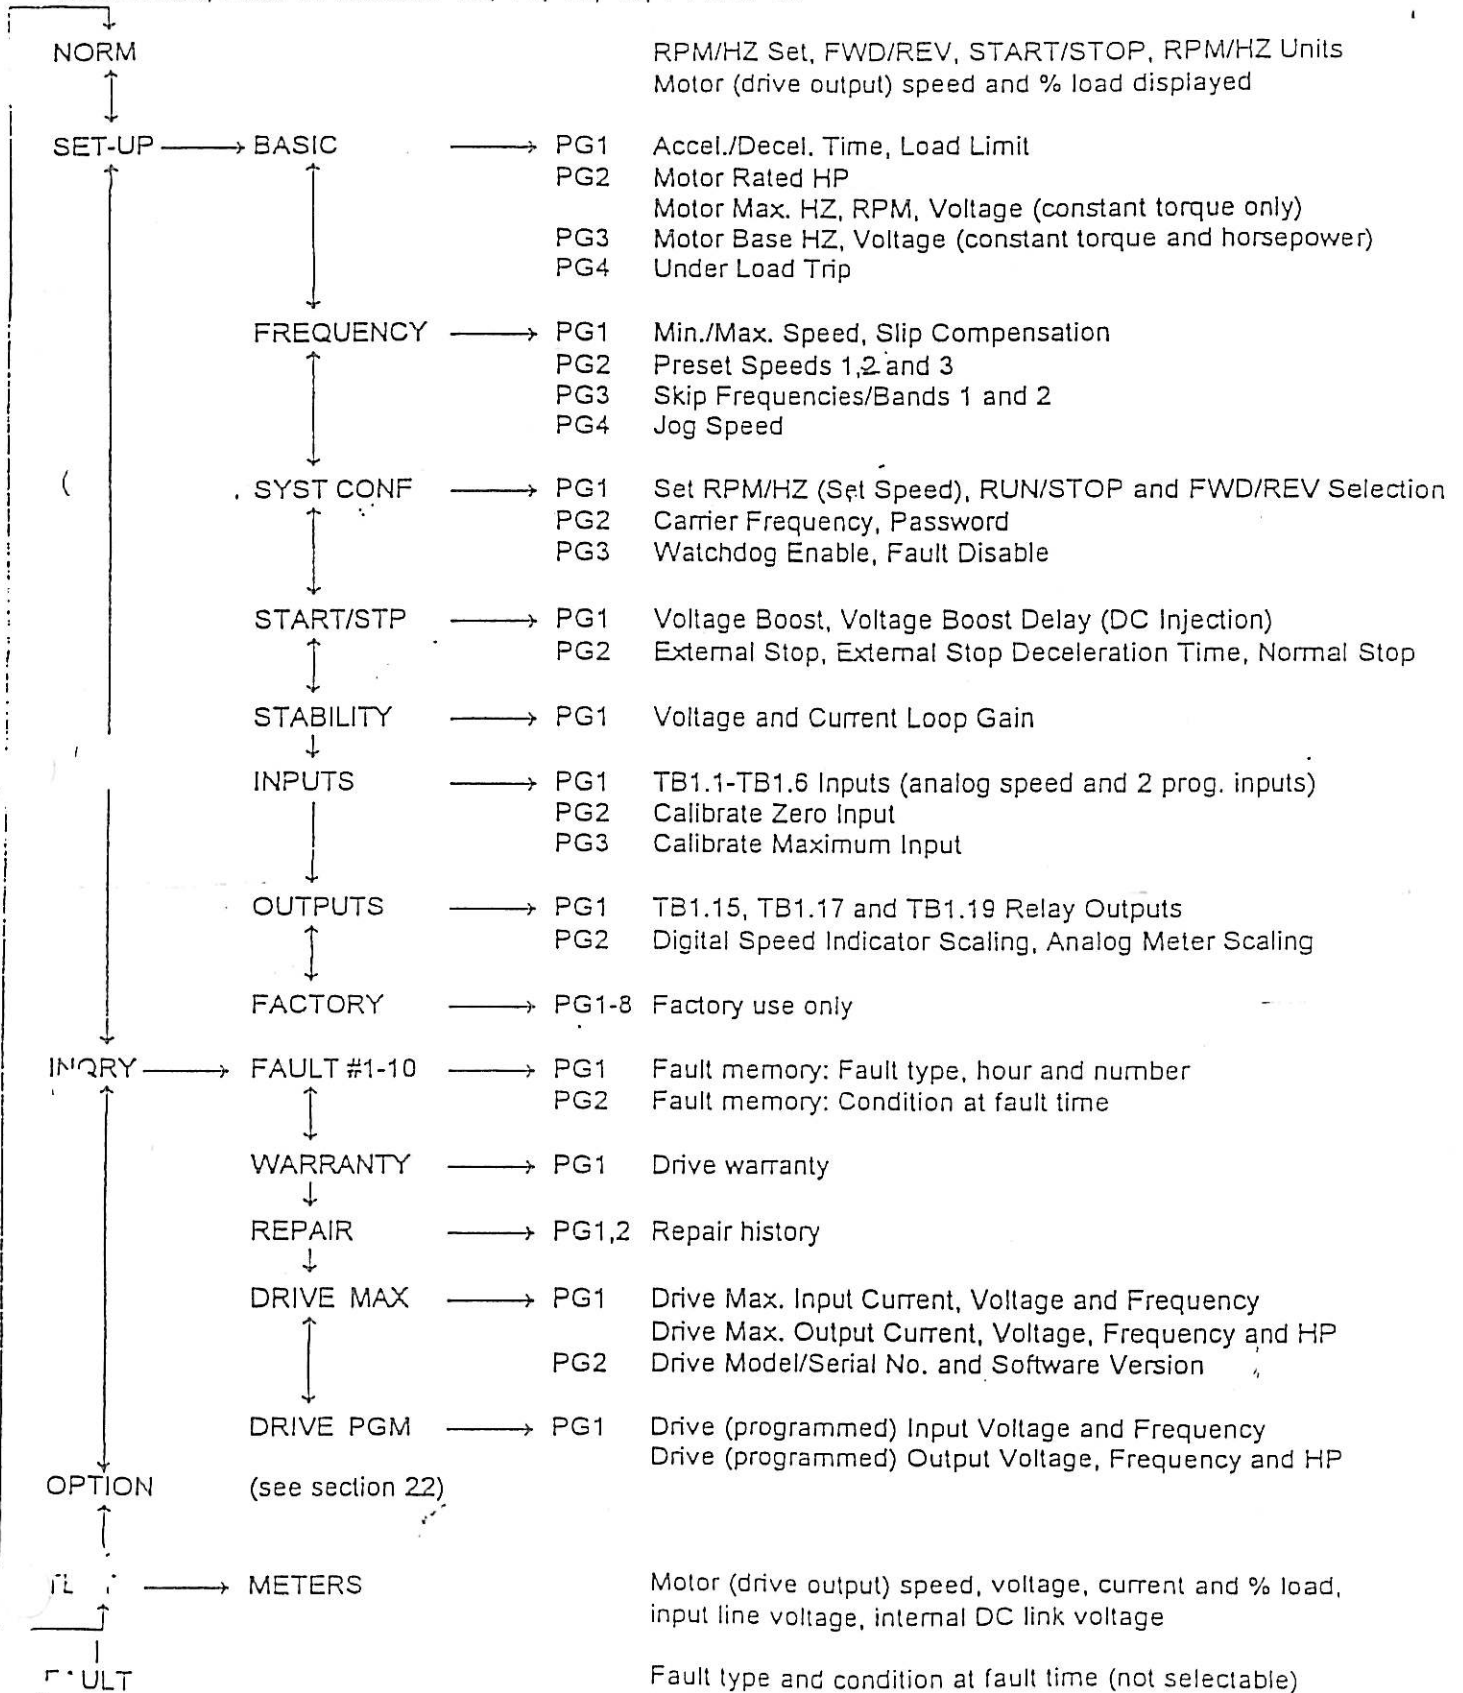 NORM RPM/HZ Set, FWD/REV, START/STOP, RPM/HZ Units
Motor (drive output) speed and % load displayed
SET-UP BASIC PG1 Accel./Decel. Time, Load Limit
PG2 Motor Rated HP
Motor Max. HZ, RPM, Voltage (constant torque only)
PG3 Motor Base HZ, Voltage (constant torque and horsepower)
PG4 Under Load Trip
FREQUENCY PG1 Min./Max. Speed, Slip Compensation
PG2 Preset Speeds 1,2 and 3
PG3 Skip Frequencies/Bands 1 and 2
PG4 Jog Speed
SYST CONF PG1 Set RPM/HZ (Set Speed), RUN/STOP and FWD/REV Selection
PG2 Carrier Frequency, Password
PG3 Watchdog Enable, Fault Disable
START/STP PG1 Voltage Boost, Voltage Boost Delay (DC Injection)
PG2 External Stop, External Stop Deceleration Time, Normal Stop
STABILITY PG1 Voltage and Current Loop Gain
INPUTS PG1 TB1.1-TB1.6 Inputs (analog speed and 2 prog. inputs)
PG2 Calibrate Zero Input
PG3 Calibrate Maximum Input
OUTPUTS PG1 TB1.15, TB1.17 and TB1.19 Relay Outputs
PG2 Digital Speed Indicator Scaling, Analog Meter Scaling
FACTORY PG1-8 Factory use only
INQRY FAULT #1-10 PG1 Fault memory: Fault type, hour and number
PG2 Fault memory: Condition at fault time
WARRANTY PG1 Drive warranty
REPAIR PG1,2 Repair history
DRIVE MAX PG1 Drive Max. Input Current, Voltage and Frequency
Drive Max. Output Current, Voltage, Frequency and HP
PG2 Drive Model/Serial No. and Software Version
DRIVE PGM PG1 Drive (programmed) Input Voltage and Frequency
Drive (programmed) Output Voltage, Frequency and HP
OPTION (see section 22)
METERS Motor (drive output) speed, voltage, current and % load,
input line voltage, internal DC link voltage
FAULT Fault type and condition at fault time (not selectable)